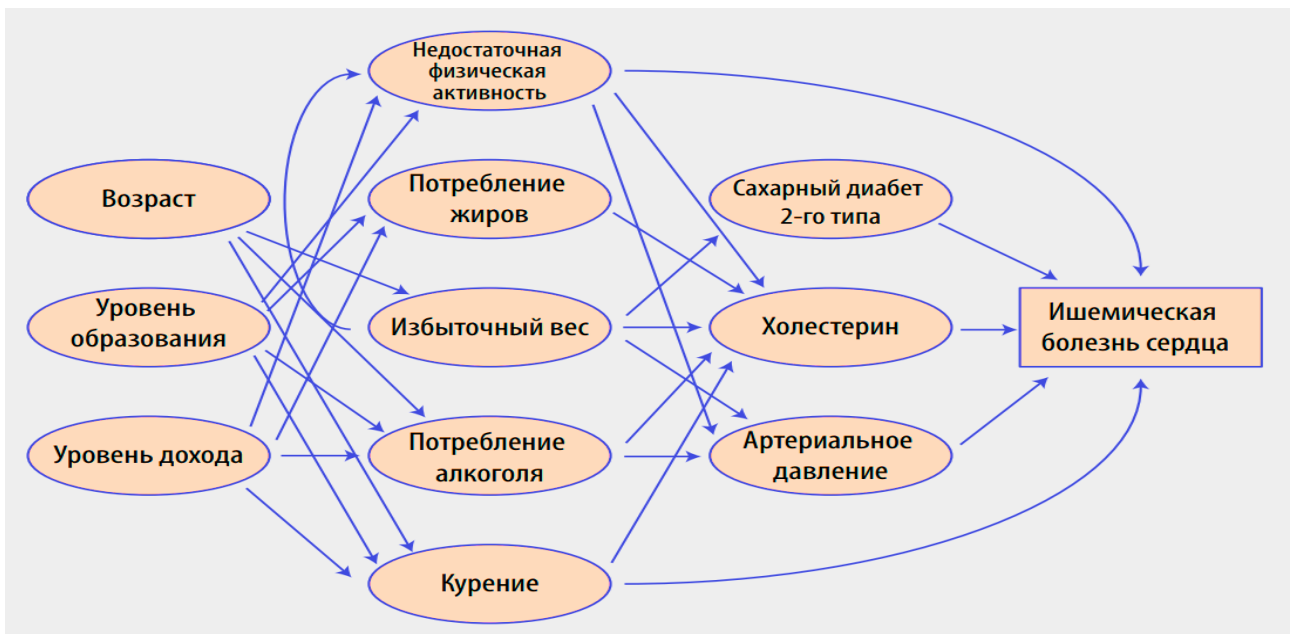 Недостаточная
физическая
активность
Возраст
Потребление
жиров
Сахарный диабет
2-го типа
Уровень
образования
Избыточный вес
Холестерин
Ишемическая
болезнь сердца
Уровень дохода
Потребление
алкоголя
Артериальное
давление
Курение